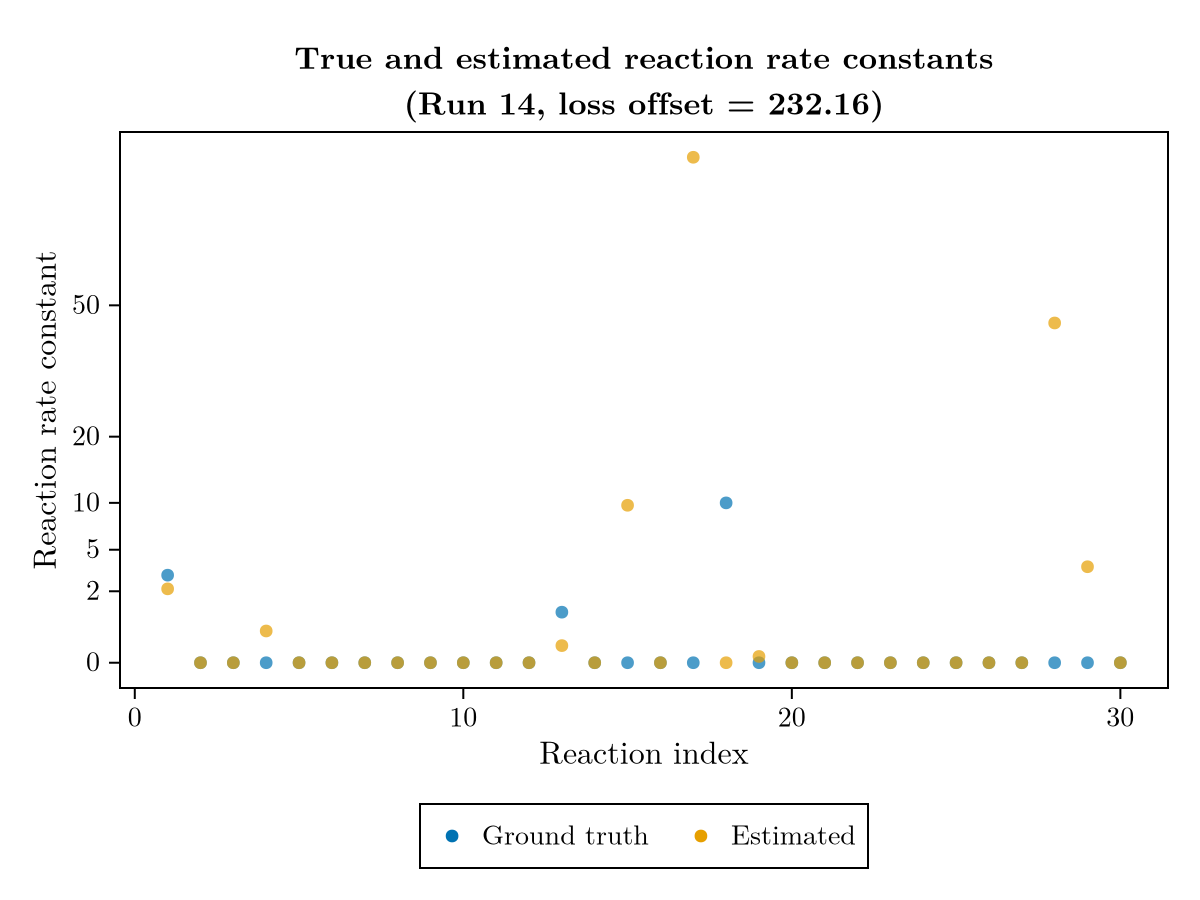 True and estimated reaction rate constants
(Run 14, loss offset = 232.16)
Reaction rate constant
50
20
10
5
2
0
0 10 20 30
Reaction index
Ground truth Estimated